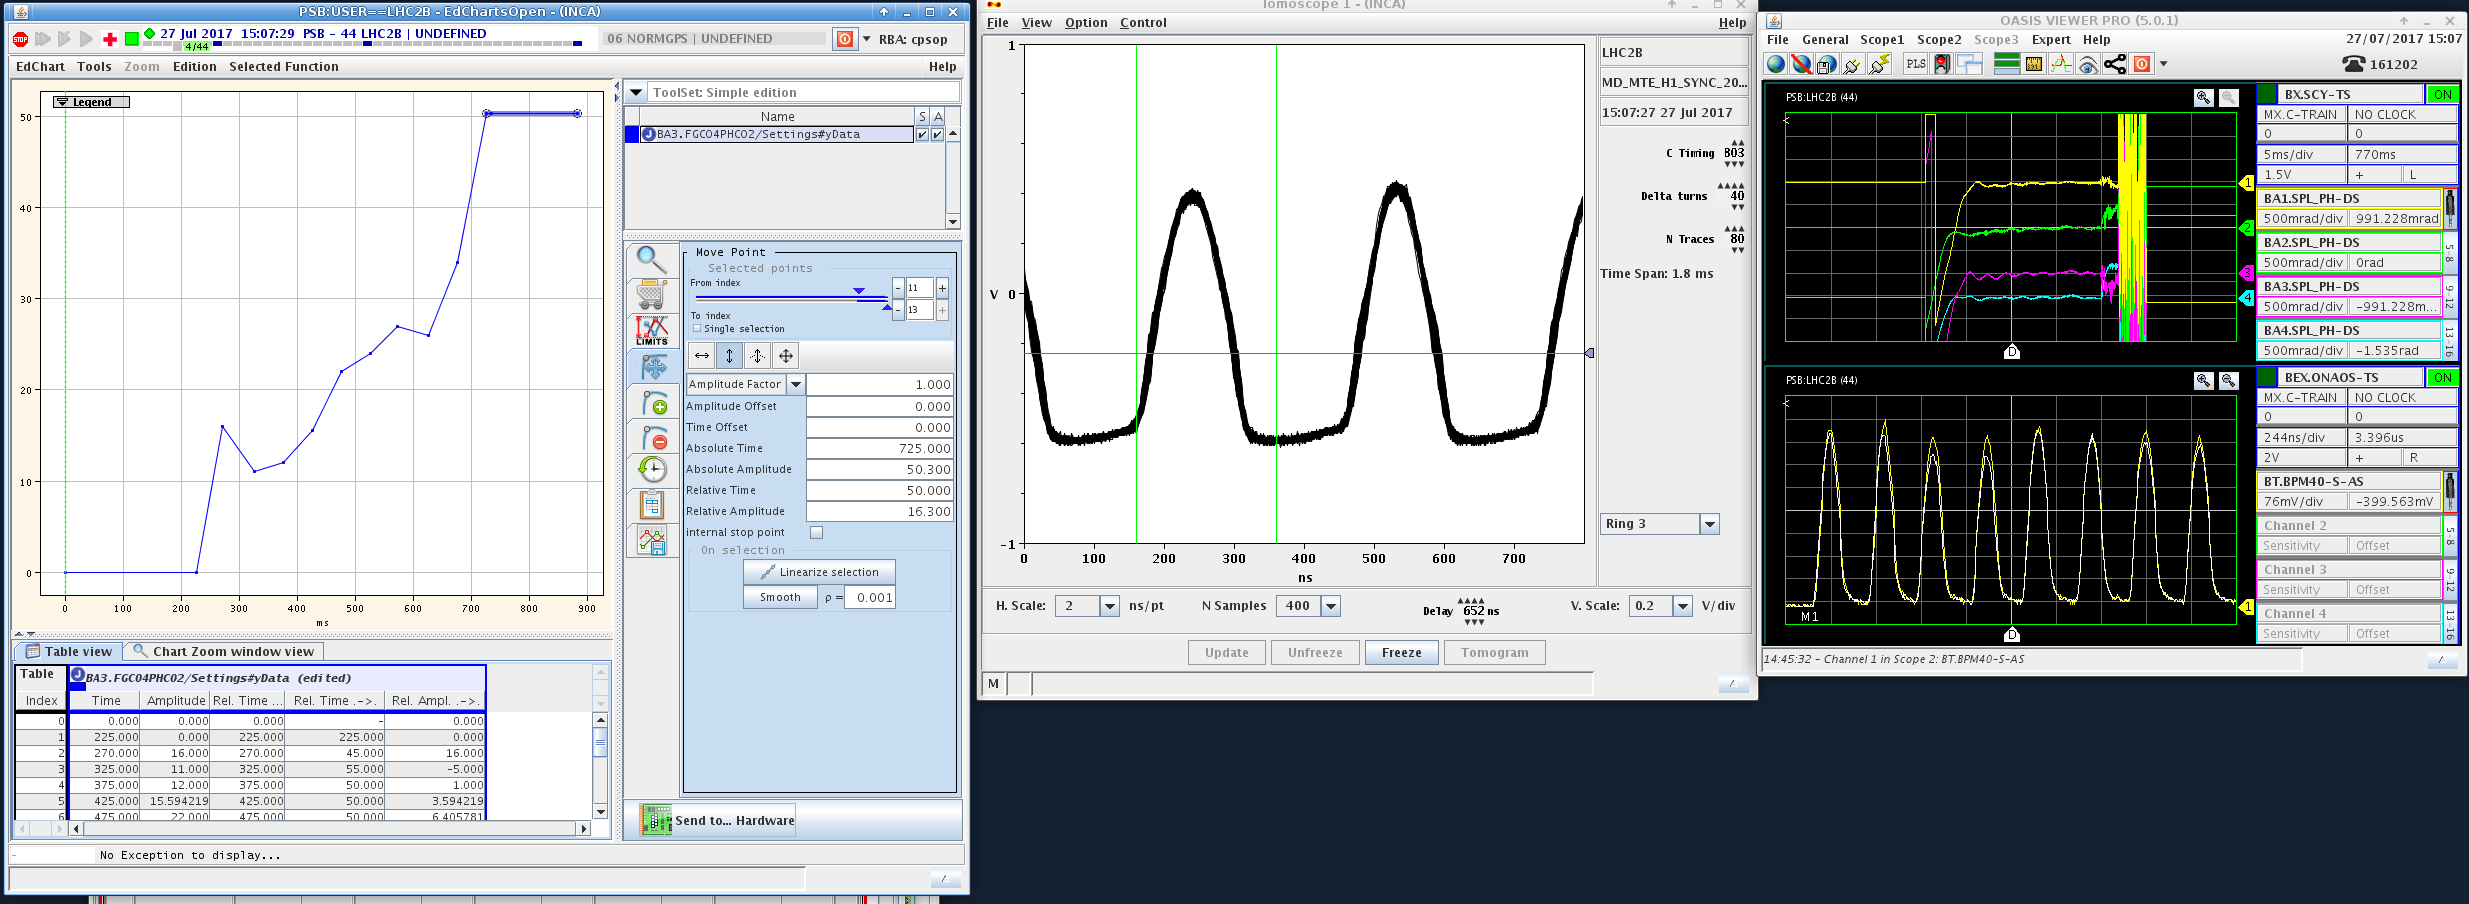 PSB:USER==LHC2B - EdChartsOpen - (INCA)
STOP
27 Jul 2017 15:07:29 PSB - 44 LHC2B | UNDEFINED
4/44
06 NORMGPS | UNDEFINED
RBA: cpsop
EdChart Tools Zoom Edition Selected Function Help
Legend
50
40
30
20
10
0
0 100 200 300 400 500 600 700 800 900
ms
ToolSet: Simple edition
Name S A
BA3.FGC04PHC02/Settings#yData
LIMITS
Move Point
Selected points
From index
- 11 +
To index
- 13 +
Single selection
Amplitude Factor 1.000
Amplitude Offset 0.000
Time Offset 0.000
Absolute Time 725.000
Absolute Amplitude 50.300
Relative Time 50.000
Relative Amplitude 16.300
internal stop point
On selection
Linearize selection
Smooth ρ = 0.001
Send to... Hardware
Table view
Chart Zoom window view
Table BA3.FGC04PHC02/Settings#yData (edited)
Index Time Amplitude Rel. Time ... Rel. Time .->. Rel. Ampl. .->.
0 0.000 0.000 0.000 - 0.000
1 225.000 0.000 225.000 225.000 0.000
2 270.000 16.000 270.000 45.000 16.000
3 325.000 11.000 325.000 55.000 -5.000
4 375.000 12.000 375.000 50.000 1.000
5 425.000 15.594219 425.000 50.000 3.594219
6 475.000 22.000 475.000 50.000 6.405781
- No Exception to display...
Tomoscope 1 - (INCA)
File View Option Control Help
1
V 0
-1
0 100 200 300 400 500 600 700
ns
LHC2B
MD_MTE_H1_SYNC_20...
15:07:27 27 Jul 2017
C Timing 803
Delta turns 40
N Traces 80
Time Span: 1.8 ms
Ring 3
H. Scale: 2 ns/pt N Samples 400 Delay 652 ns V. Scale: 0.2 V/div
Update Unfreeze Freeze Tomogram
M
OASIS VIEWER PRO (5.0.1)
File General Scope1 Scope2 Scope3 Expert Help
27/07/2017 15:07
PLS
161202
PSB:LHC2B (44)
1
2
3
4
D
BX.SCY-TS ON
MX.C-TRAIN NO CLOCK
0 0
5ms/div 770ms
1.5V + L
BA1.SPL_PH-DS
500mrad/div 991.228mrad
BA2.SPL_PH-DS
500mrad/div 0rad
5-8
BA3.SPL_PH-DS
500mrad/div -991.228m...
9-12
BA4.SPL_PH-DS
500mrad/div -1.535rad
13-16
PSB:LHC2B (44)
M1
1
D
BEX.ONAOS-TS ON
MX.C-TRAIN NO CLOCK
0 0
244ns/div 3.396us
2V + R
BT.BPM40-S-AS
76mV/div -399.563mV
Channel 2
Sensitivity Offset
5-8
Channel 3
Sensitivity Offset
9-12
Channel 4
Sensitivity Offset
13-16
14:45:32 - Channel 1 in Scope 2: BT.BPM40-S-AS